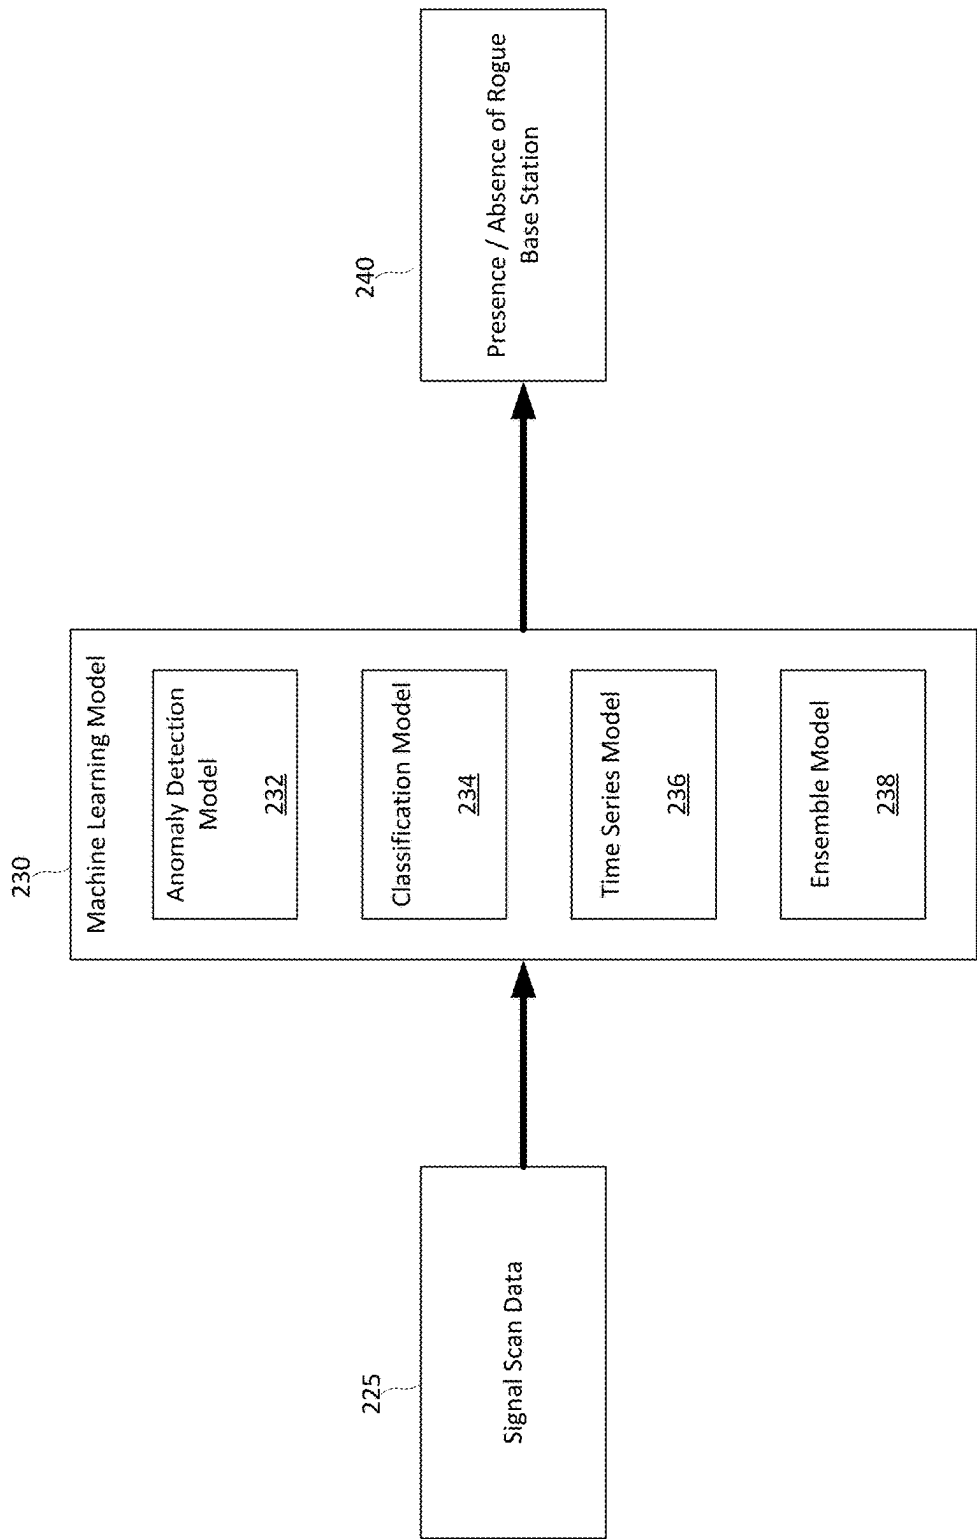 225
Signal Scan Data
230
Machine Learning Model
Anomaly Detection
Model
232
Classification Model
234
Time Series Model
236
Ensemble Model
238
240
Presence / Absence of Rogue
Base Station